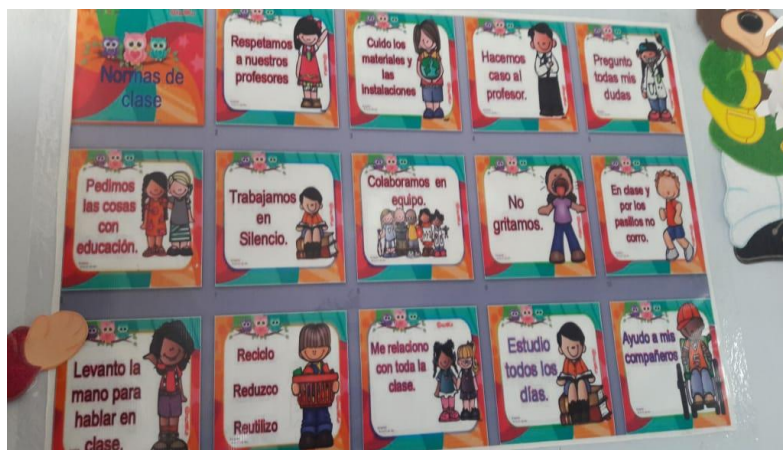 Normas de
clase
Respetamos
a nuestros
profesores
Cuido los
materiales y
las
instalaciones
Hacemos
caso al
profesor.
Pregunto
todas mis
dudas
Pedimos
las cosas
con
educación.
Trabajamos
en
Silencio.
Colaboramos en
equipo.
No
gritamos.
En clase y
por los
pasillos no
corro.
Levanto la
mano para
hablar en
clase.
Reciclo
Reduzco
Reutilizo
Me relaciono
con toda la
clase.
Estudio
todos los
días.
Ayudo a mis
compañeros